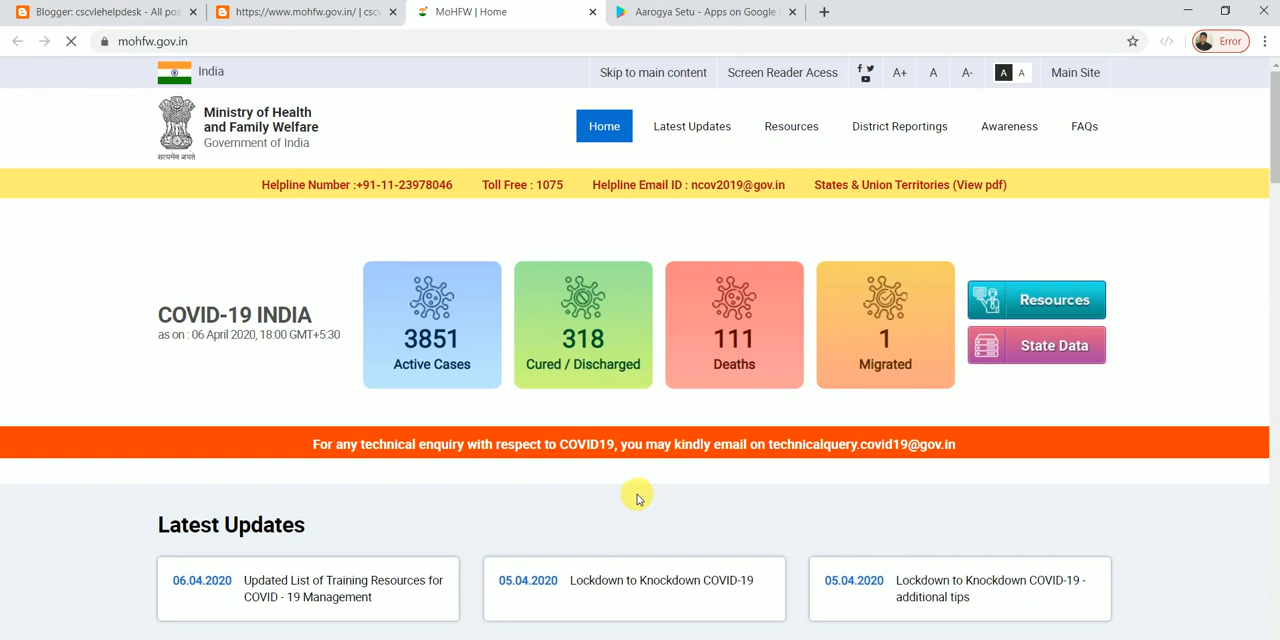 Blogger: cscvlehelpdesk - All pos
https://www.mohfw.gov.in/ | cscv
MoHFW | Home
Aarogya Setu - Apps on Google
mohfw.gov.in
Error
India
Skip to main content
Screen Reader Acess
A+
A
A-
A
A
Main Site
Ministry of Health
and Family Welfare
Government of India
सत्यमेव जयते
Home
Latest Updates
Resources
District Reportings
Awareness
FAQs
Helpline Number :+91-11-23978046
Toll Free : 1075
Helpline Email ID : ncov2019@gov.in
States & Union Territories (View pdf)
COVID-19 INDIA
as on : 06 April 2020, 18:00 GMT+5:30
3851
Active Cases
318
Cured / Discharged
111
Deaths
1
Migrated
Resources
State Data
For any technical enquiry with respect to COVID19, you may kindly email on technicalquery.covid19@gov.in
Latest Updates
06.04.2020 Updated List of Training Resources for
COVID - 19 Management
05.04.2020 Lockdown to Knockdown COVID-19
05.04.2020 Lockdown to Knockdown COVID-19 -
additional tips